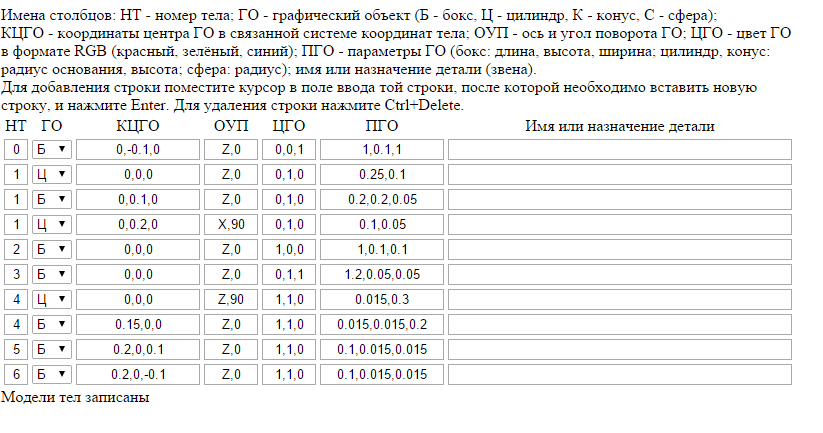 Имена столбцов: НТ - номер тела; ГО - графический объект (Б - бокс, Ц - цилиндр, К - конус, С - сфера);
КЦГО - координаты центра ГО в связанной системе координат тела; ОУП - ось и угол поворота ГО; ЦГО - цвет ГО
в формате RGB (красный, зелёный, синий); ПГО - параметры ГО (бокс: длина, высота, ширина; цилиндр, конус:
радиус основания, высота; сфера: радиус); имя или назначение детали (звена).
Для добавления строки поместите курсор в поле ввода той строки, после которой необходимо вставить новую
строку, и нажмите Enter. Для удаления строки нажмите Ctrl+Delete.
НТ ГО КЦГО ОУП ЦГО ПГО Имя или назначение детали
0 Б 0,-0.1,0 Z,0 0,0,1 1,0.1,1
1 Ц 0,0,0 Z,0 0,1,0 0.25,0.1
1 Б 0,0.1,0 Z,0 0,1,0 0.2,0.2,0.05
1 Ц 0,0.2,0 X,90 0,1,0 0.1,0.05
2 Б 0,0,0 Z,0 1,0,0 1,0.1,0.1
3 Б 0,0,0 Z,0 0,1,1 1.2,0.05,0.05
4 Ц 0,0,0 Z,90 1,1,0 0.015,0.3
4 Б 0.15,0,0 Z,0 1,1,0 0.015,0.015,0.2
5 Б 0.2,0,0.1 Z,0 1,1,0 0.1,0.015,0.015
6 Б 0.2,0,-0.1 Z,0 1,1,0 0.1,0.015,0.015
Модели тел записаны